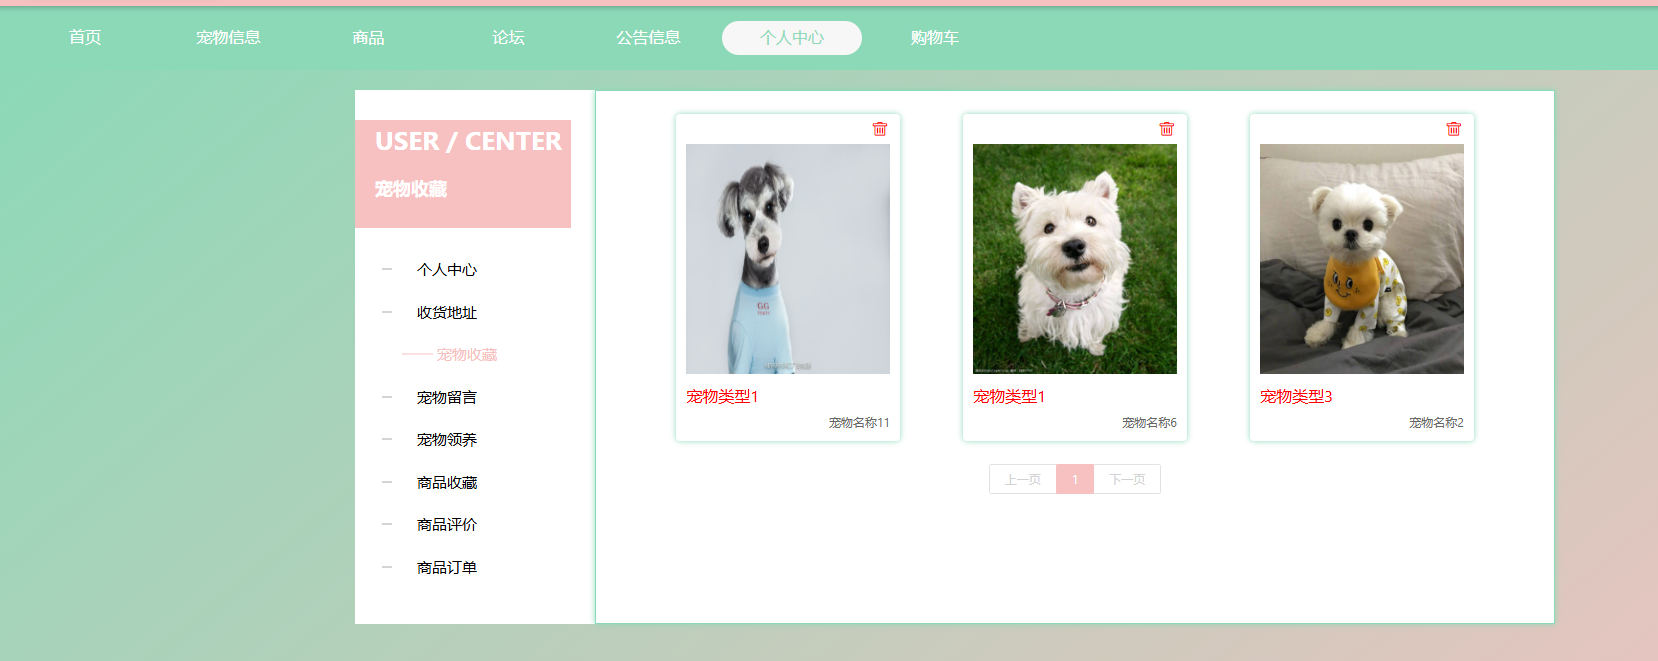 首页 宠物信息 商品 论坛 公告信息 个人中心 购物车
USER / CENTER
宠物收藏
个人中心
收货地址
宠物收藏
宠物留言
宠物领养
商品收藏
商品评价
商品订单
GG
宠物类型1
宠物名称11
宠物类型1
宠物名称6
宠物类型3
宠物名称2
上一页 1 下一页